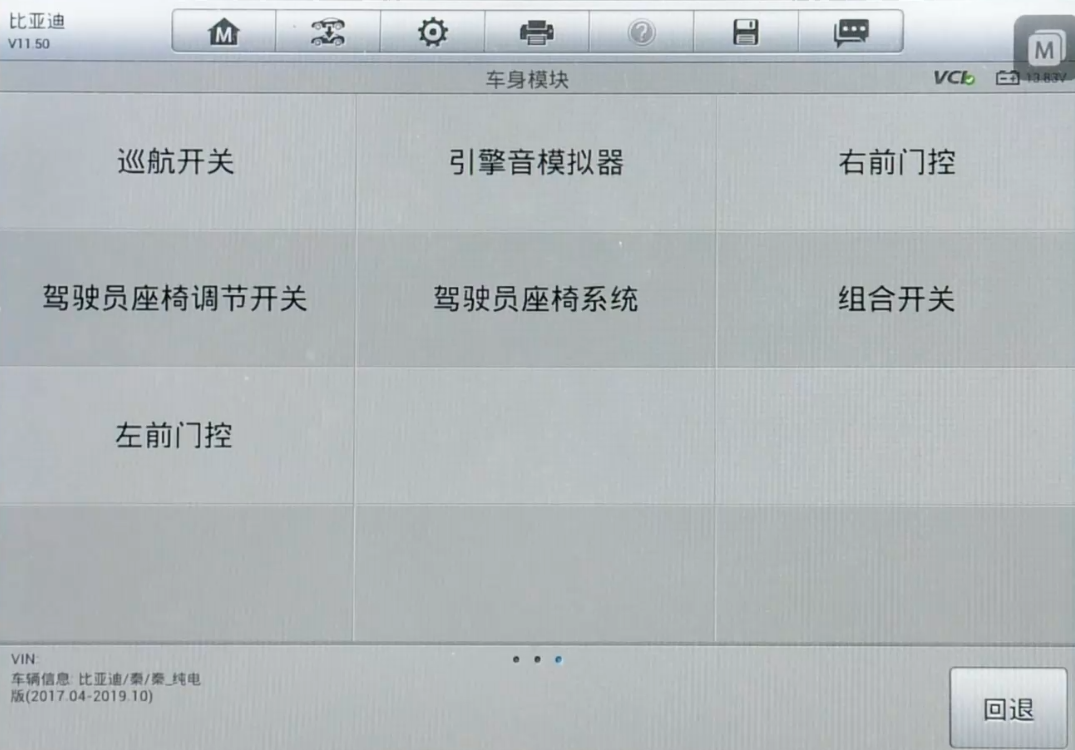 比亚迪
V11.50
M
M
车身模块
VCI
13.83V
巡航开关
引擎音模拟器
右前门控
驾驶员座椅调节开关
驾驶员座椅系统
组合开关
左前门控
VIN:
车辆信息: 比亚迪/秦/秦_纯电
版(2017.04-2019.10)
回退